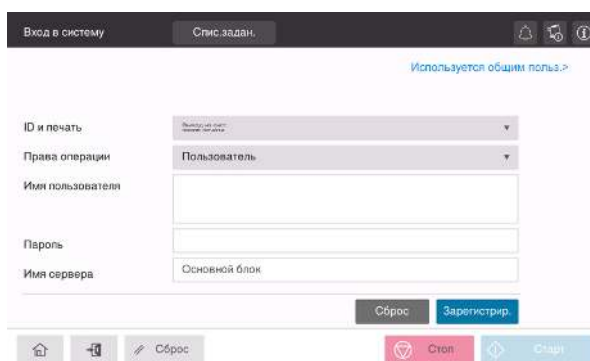 Вход в систему
Спис.задан.
Используется общим польз.>
ID и печать
Права операции
Пользователь
Имя пользователя
Пароль
Имя сервера
Основной блок
Сброс
Зарегистрир.
Сброс
Стоп
Старт